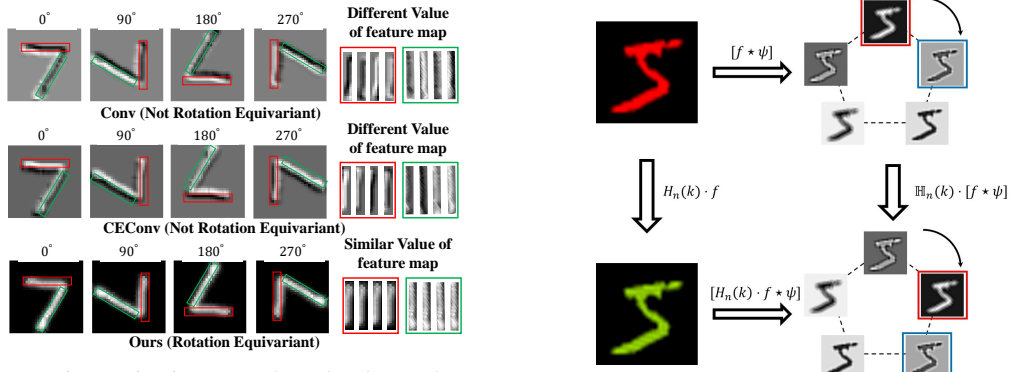 0° 90° 180° 270°
Different Value
of feature map
Conv (Not Rotation Equivariant)
0° 90° 180° 270°
Different Value
of feature map
CEConv (Not Rotation Equivariant)
0° 90° 180° 270°
Similar Value of
feature map
Ours (Rotation Equivariant)
[f ⋆ ψ]
H_n(k) · f
ℍ_n(k) · [f ⋆ ψ]
[H_n(k) · f ⋆ ψ]